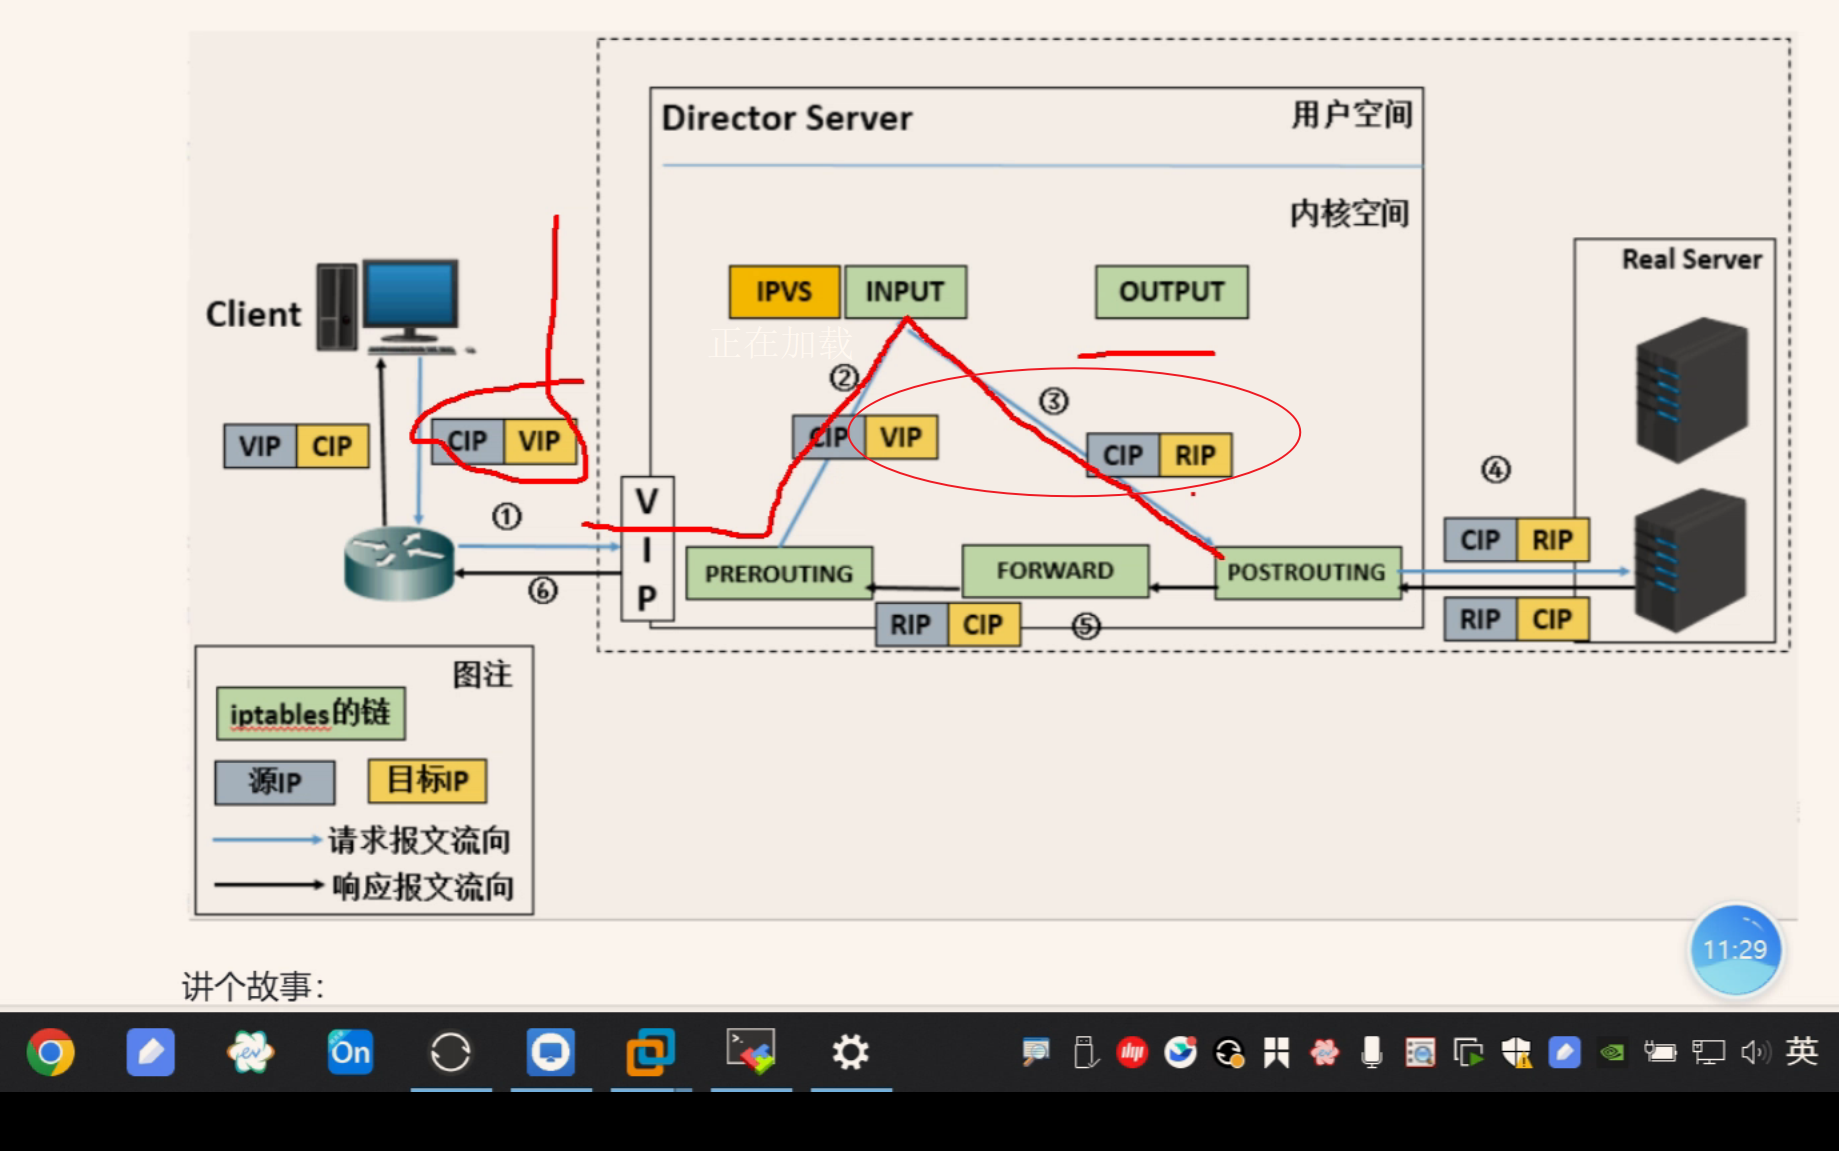 Director Server
用户空间
内核空间
Real Server
IPVS
INPUT
OUTPUT
Client
正在加载
②
③
CIP VIP
CIP RIP
VIP CIP
CIP VIP
④
①
VIP
CIP RIP
PREROUTING
FORWARD
POSTROUTING
⑥
RIP CIP
⑤
RIP CIP
图注
iptables的链
源IP
目标IP
请求报文流向
响应报文流向
11:29
讲个故事:
On
英